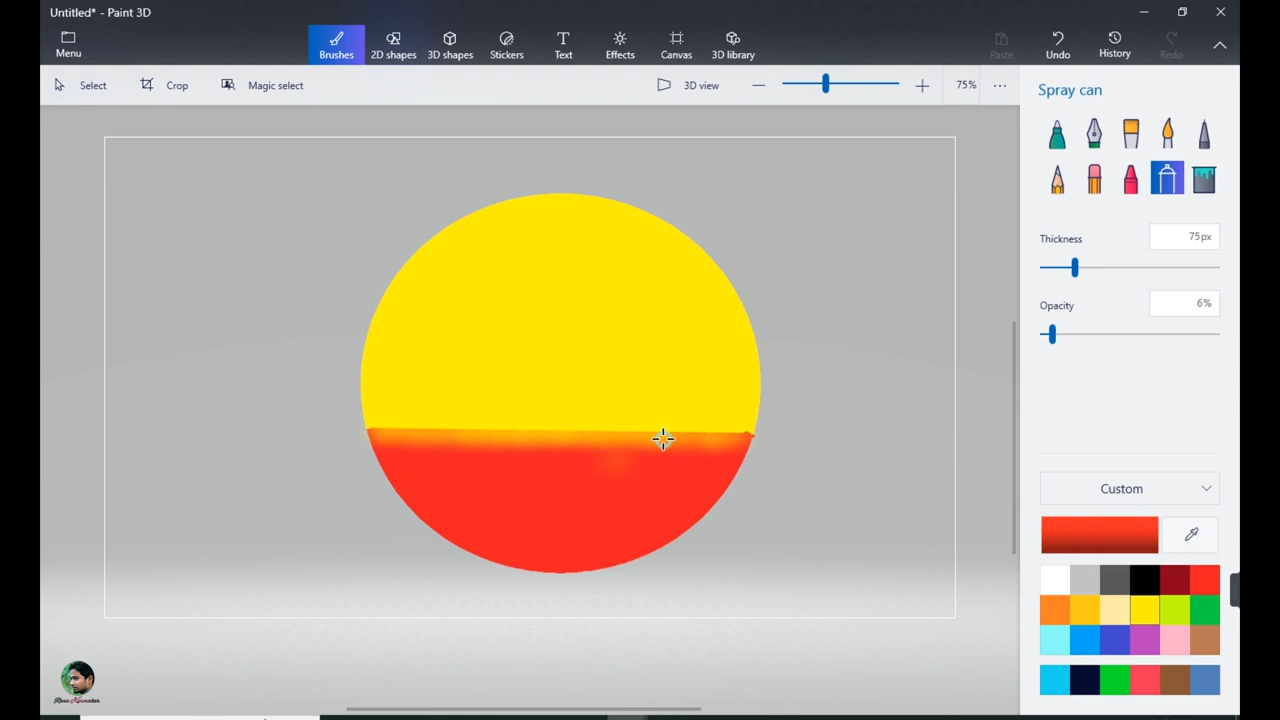 Untitled* - Paint 3D
Menu
Brushes
2D shapes
3D shapes
Stickers
Text
Effects
Canvas
3D library
Paste
Undo
History
Redo
Select
Crop
Magic select
3D view
75%
Spray can
Thickness
75px
Opacity
6%
Custom